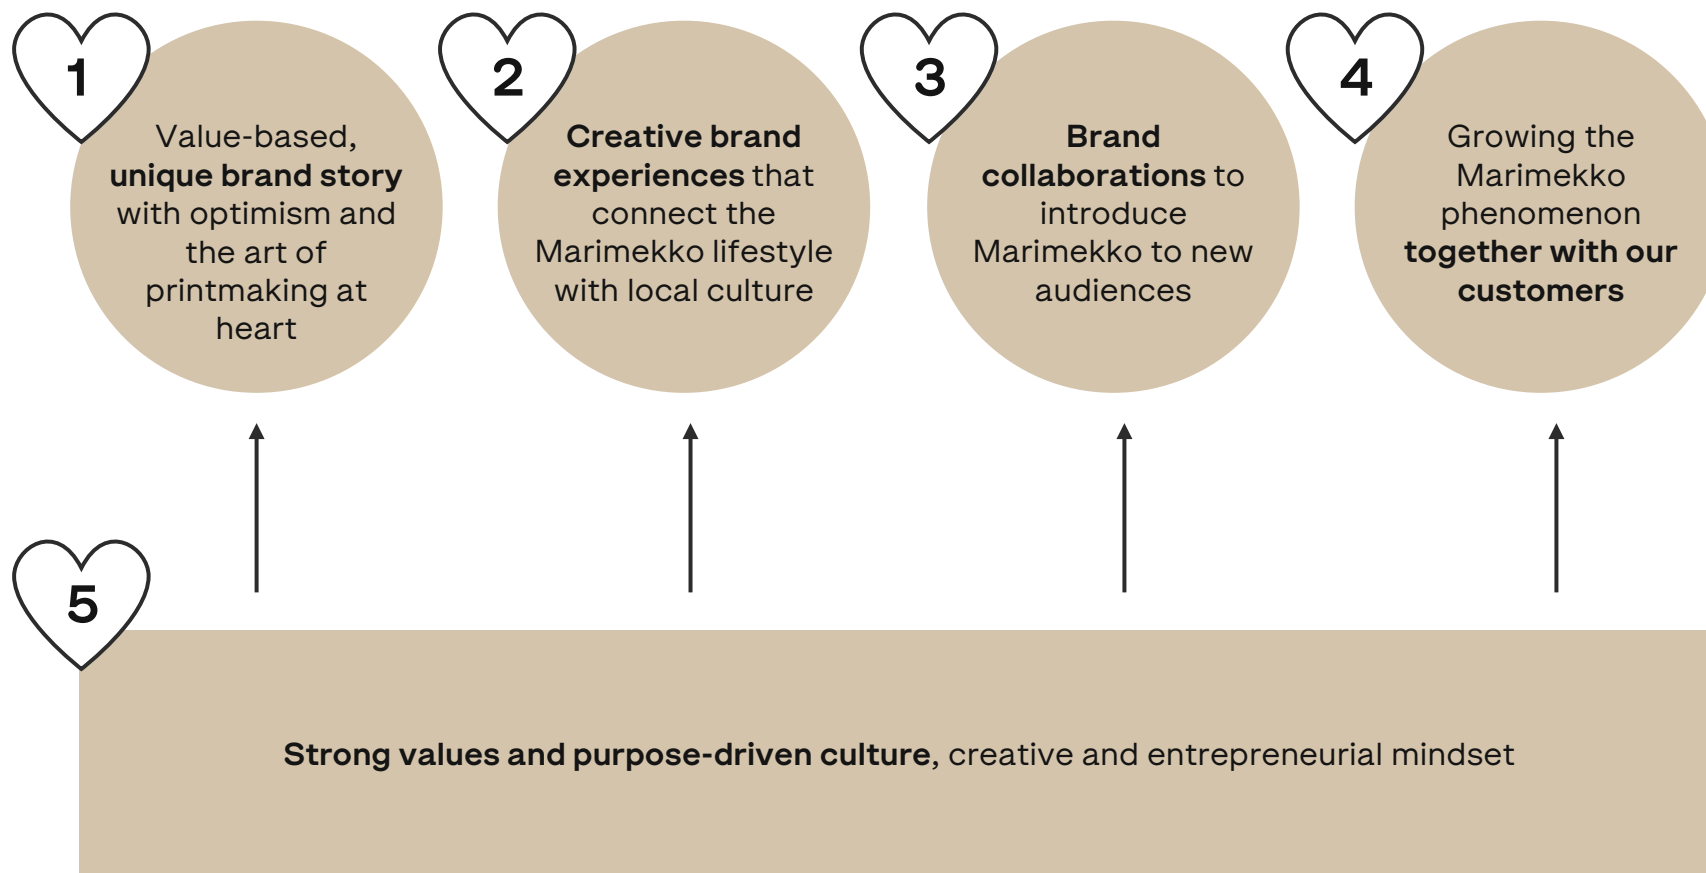 1
Value-based,
unique brand story
with optimism and
the art of
printmaking at
heart
2
Creative brand
experiences that
connect the
Marimekko lifestyle
with local culture
3
Brand
collaborations to
introduce
Marimekko to new
audiences
4
Growing the
Marimekko
phenomenon
together with our
customers
5
Strong values and purpose-driven culture, creative and entrepreneurial mindset